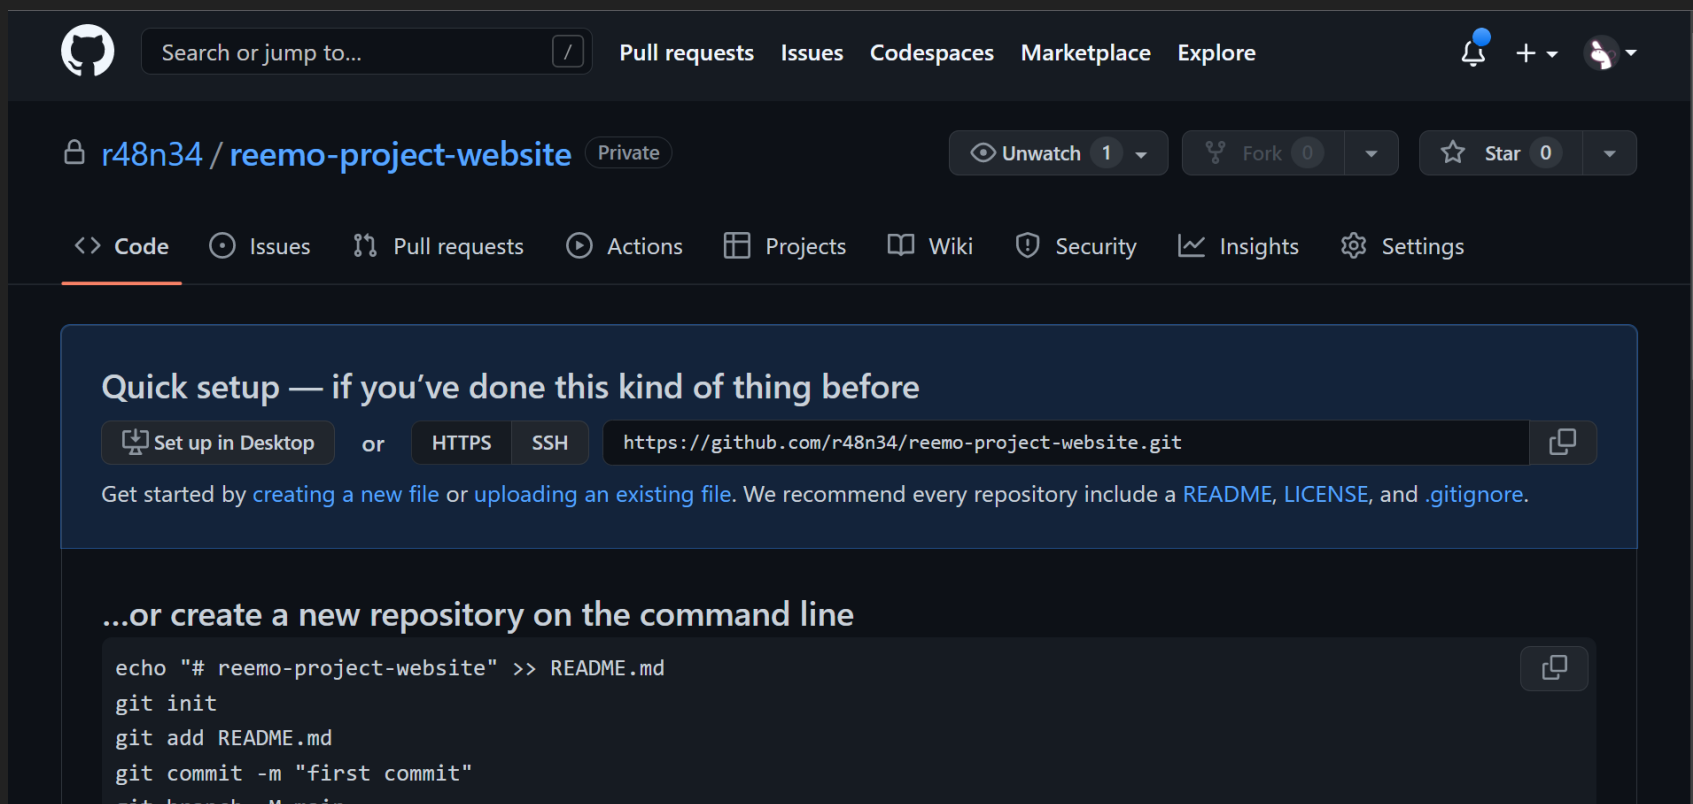 Search or jump to... /
Pull requests Issues Codespaces Marketplace Explore
r48n34 / reemo-project-website Private
Unwatch 1 Fork 0 Star 0
Code Issues Pull requests Actions Projects Wiki Security Insights Settings
Quick setup — if you’ve done this kind of thing before
Set up in Desktop or HTTPS SSH https://github.com/r48n34/reemo-project-website.git
Get started by creating a new file or uploading an existing file. We recommend every repository include a README, LICENSE, and .gitignore.
…or create a new repository on the command line
echo "# reemo-project-website" >> README.md
git init
git add README.md
git commit -m "first commit"
git branch -M main